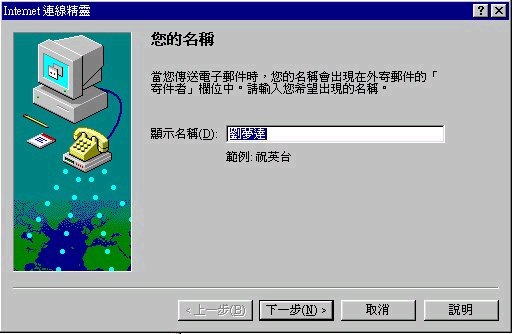 Internet 連線精靈
您的名稱
當您傳送電子郵件時，您的名稱會出現在外寄郵件的「
寄件者」欄位中。請輸入您希望出現的名稱。
顯示名稱(D): 劉夢達
範例: 祝英台
< 上一步(B) 下一步(N) > 取消 說明